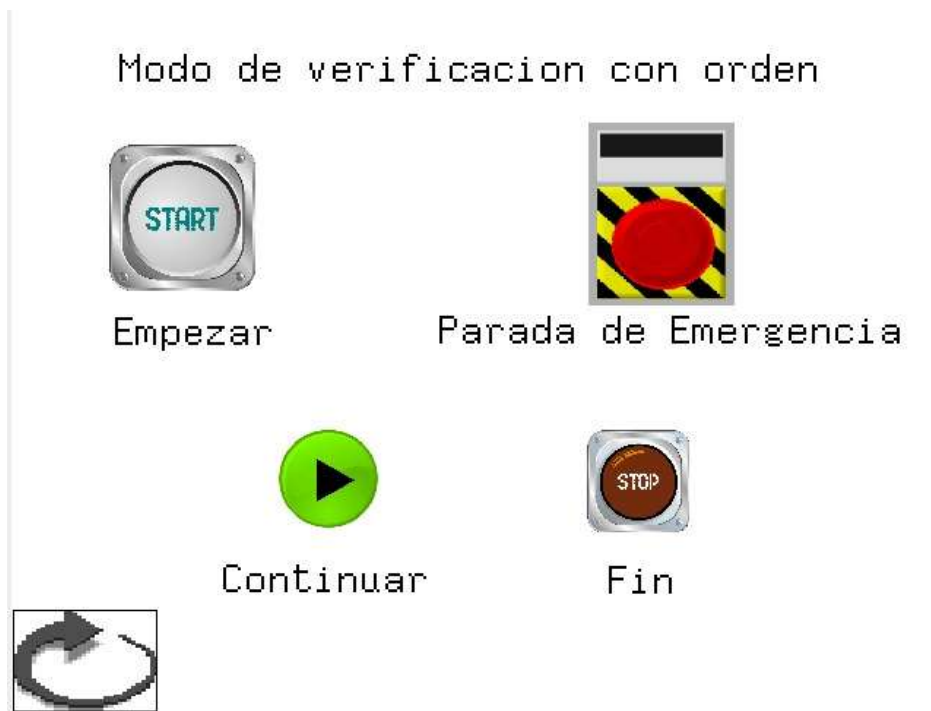 Modo de verificacion con orden
START
Empezar
Parada de Emergencia
STOP
Continuar
Fin